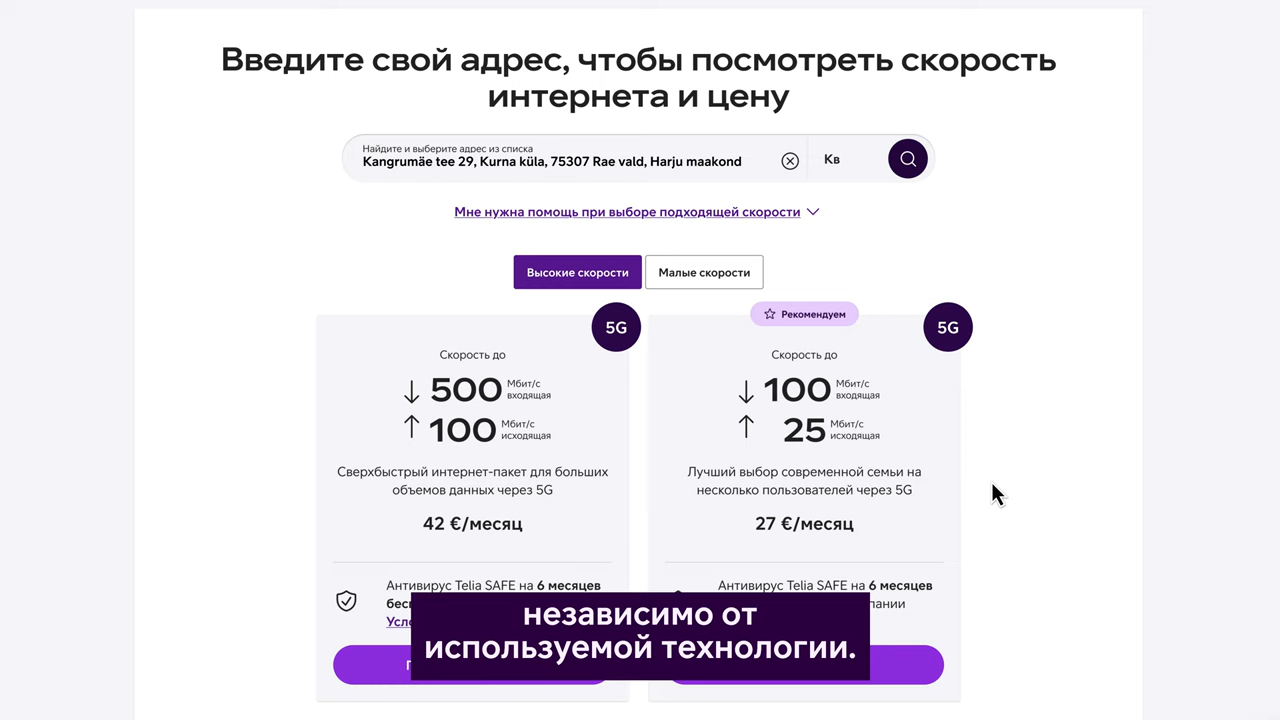 Введите свой адрес, чтобы посмотреть скорость
интернета и цену
Найдите и выберите адрес из списка
Kangrumäe tee 29, Kurna küla, 75307 Rae vald, Harju maakond
Кв
Мне нужна помощь при выборе подходящей скорости
Высокие скорости
Малые скорости
5G
Скорость до
500 Мбит/с
входящая
100 Мбит/с
исходящая
Сверхбыстрый интернет-пакет для больших
объемов данных через 5G
42 €/месяц
Антивирус Telia SAFE на 6 месяцев
Рекомендуем
5G
Скорость до
100 Мбит/с
входящая
25 Мбит/с
исходящая
Лучший выбор современной семьи на
несколько пользователей через 5G
27 €/месяц
Антивирус Telia SAFE на 6 месяцев
независимо от
используемой технологии.